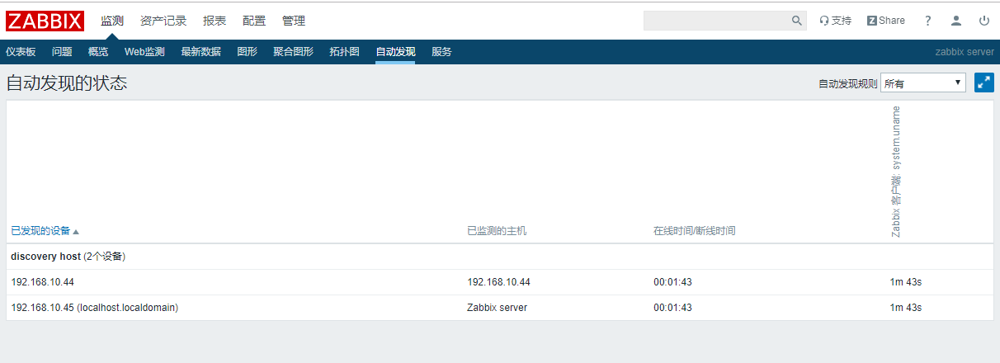 ZABBIX 监测 资产记录 报表 配置 管理 支持 Z Share ?
仪表板 问题 概览 Web监测 最新数据 图形 聚合图形 拓扑图 自动发现 服务 zabbix server
自动发现的状态 自动发现规则 所有
已发现的设备 已监测的主机 在线时间/断线时间 Zabbix 客户端: system.uname
discovery host (2个设备)
192.168.10.44 192.168.10.44 00:01:43 1m 43s
192.168.10.45 (localhost.localdomain) Zabbix server 00:01:43 1m 43s